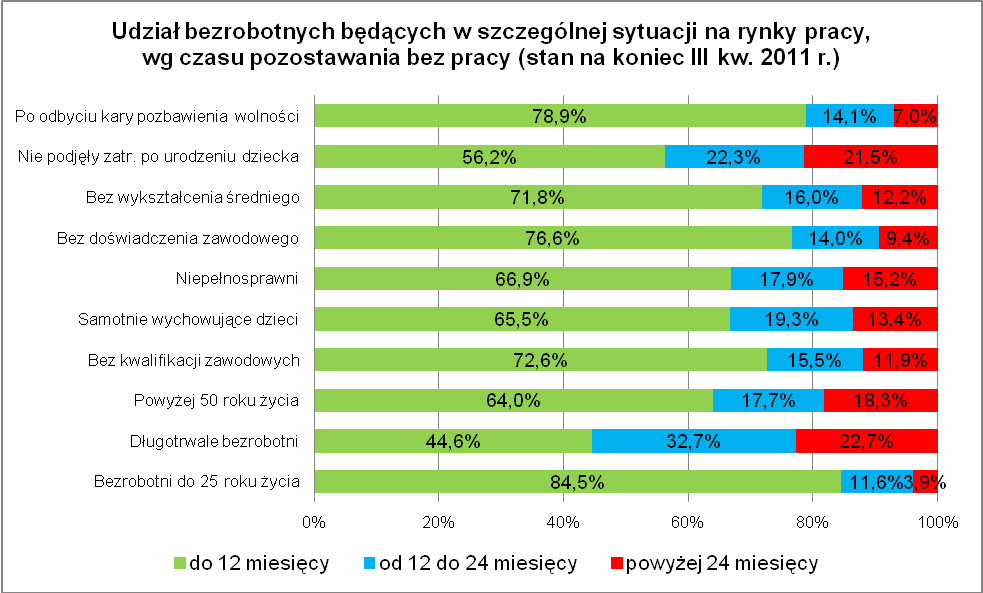 Udział bezrobotnych będących w szczególnej sytuacji na rynky pracy,
wg czasu pozostawania bez pracy (stan na koniec III kw. 2011 r.)
Po odbyciu kary pozbawienia wolności 78,9% 14,1% 7,0%
Nie podjęły zatr. po urodzeniu dziecka 56,2% 22,3% 21,5%
Bez wykształcenia średniego 71,8% 16,0% 12,2%
Bez doświadczenia zawodowego 76,6% 14,0% 9,4%
Niepełnosprawni 66,9% 17,9% 15,2%
Samotnie wychowujące dzieci 65,5% 19,3% 13,4%
Bez kwalifikacji zawodowych 72,6% 15,5% 11,9%
Powyżej 50 roku życia 64,0% 17,7% 18,3%
Długotrwale bezrobotni 44,6% 32,7% 22,7%
Bezrobotni do 25 roku życia 84,5% 11,6% 3,9%
0% 20% 40% 60% 80% 100%
do 12 miesięcy od 12 do 24 miesięcy powyżej 24 miesięcy